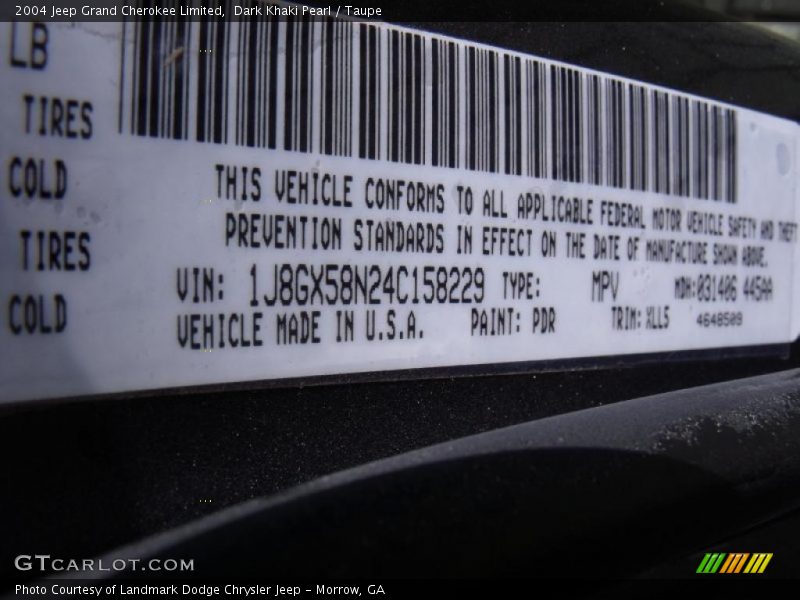 2004 Jeep Grand Cherokee Limited, Dark Khaki Pearl / Taupe
LB
TIRES
COLD
TIRES
COLD
THIS VEHICLE CONFORMS TO ALL APPLICABLE FEDERAL MOTOR VEHICLE SAFETY AND THEFT
PREVENTION STANDARDS IN EFFECT ON THE DATE OF MANUFACTURE SHOWN ABOVE.
VIN: 1J8GX58N24C158229 TYPE: MPV MDH:031406 445AA
VEHICLE MADE IN U.S.A. PAINT: PDR TRIM: XLL5 4648509
GTCARLOT.COM
Photo Courtesy of Landmark Dodge Chrysler Jeep - Morrow, GA